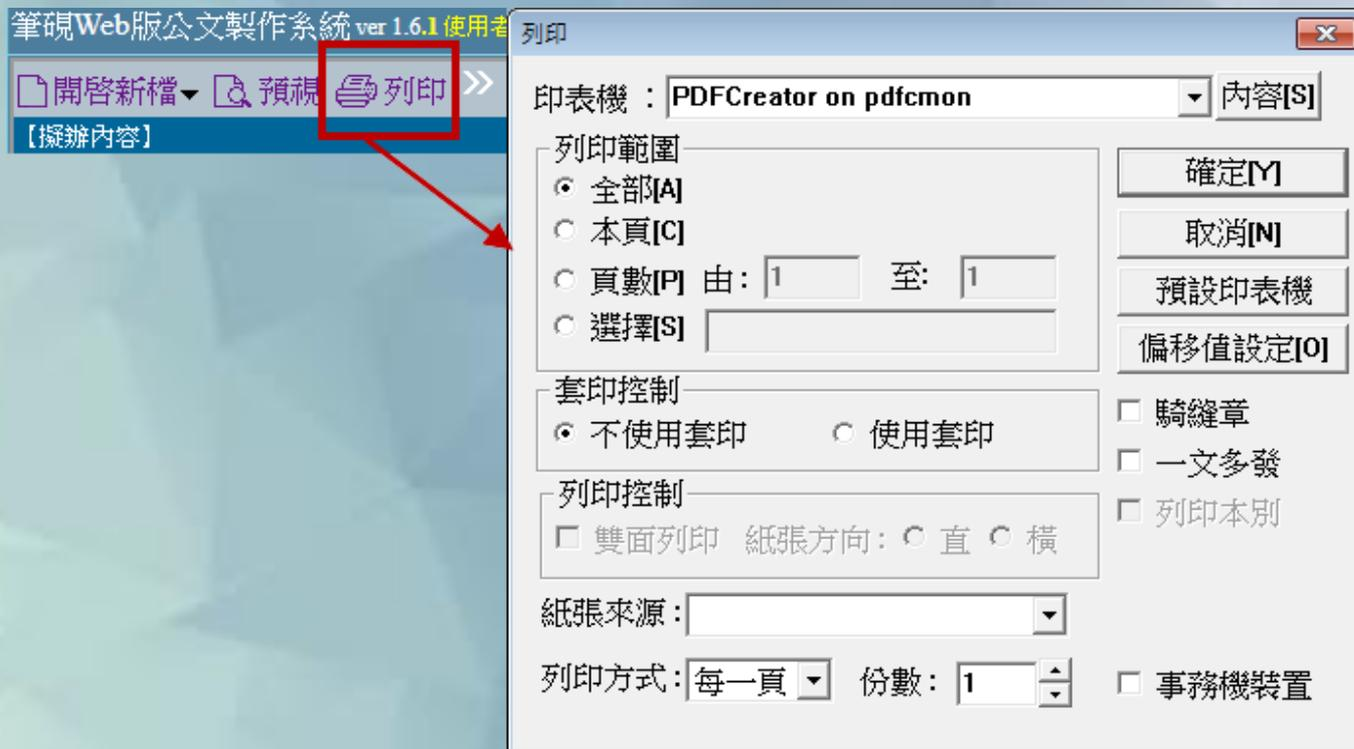 筆硯Web版公文製作系統 ver 1.6.1 使用者
開啓新檔 預視 列印
【擬辦內容】
列印
印表機： PDFCreator on pdfcmon 內容[S]
列印範圍
全部[A]
本頁[C]
頁數[P] 由： 1 至： 1
選擇[S]
確定[Y]
取消[N]
預設印表機
偏移值設定[O]
套印控制
不使用套印 使用套印
騎縫章
一文多發
列印本別
列印控制
雙面列印 紙張方向： 直 橫
紙張來源：
列印方式： 每一頁 份數： 1
事務機裝置